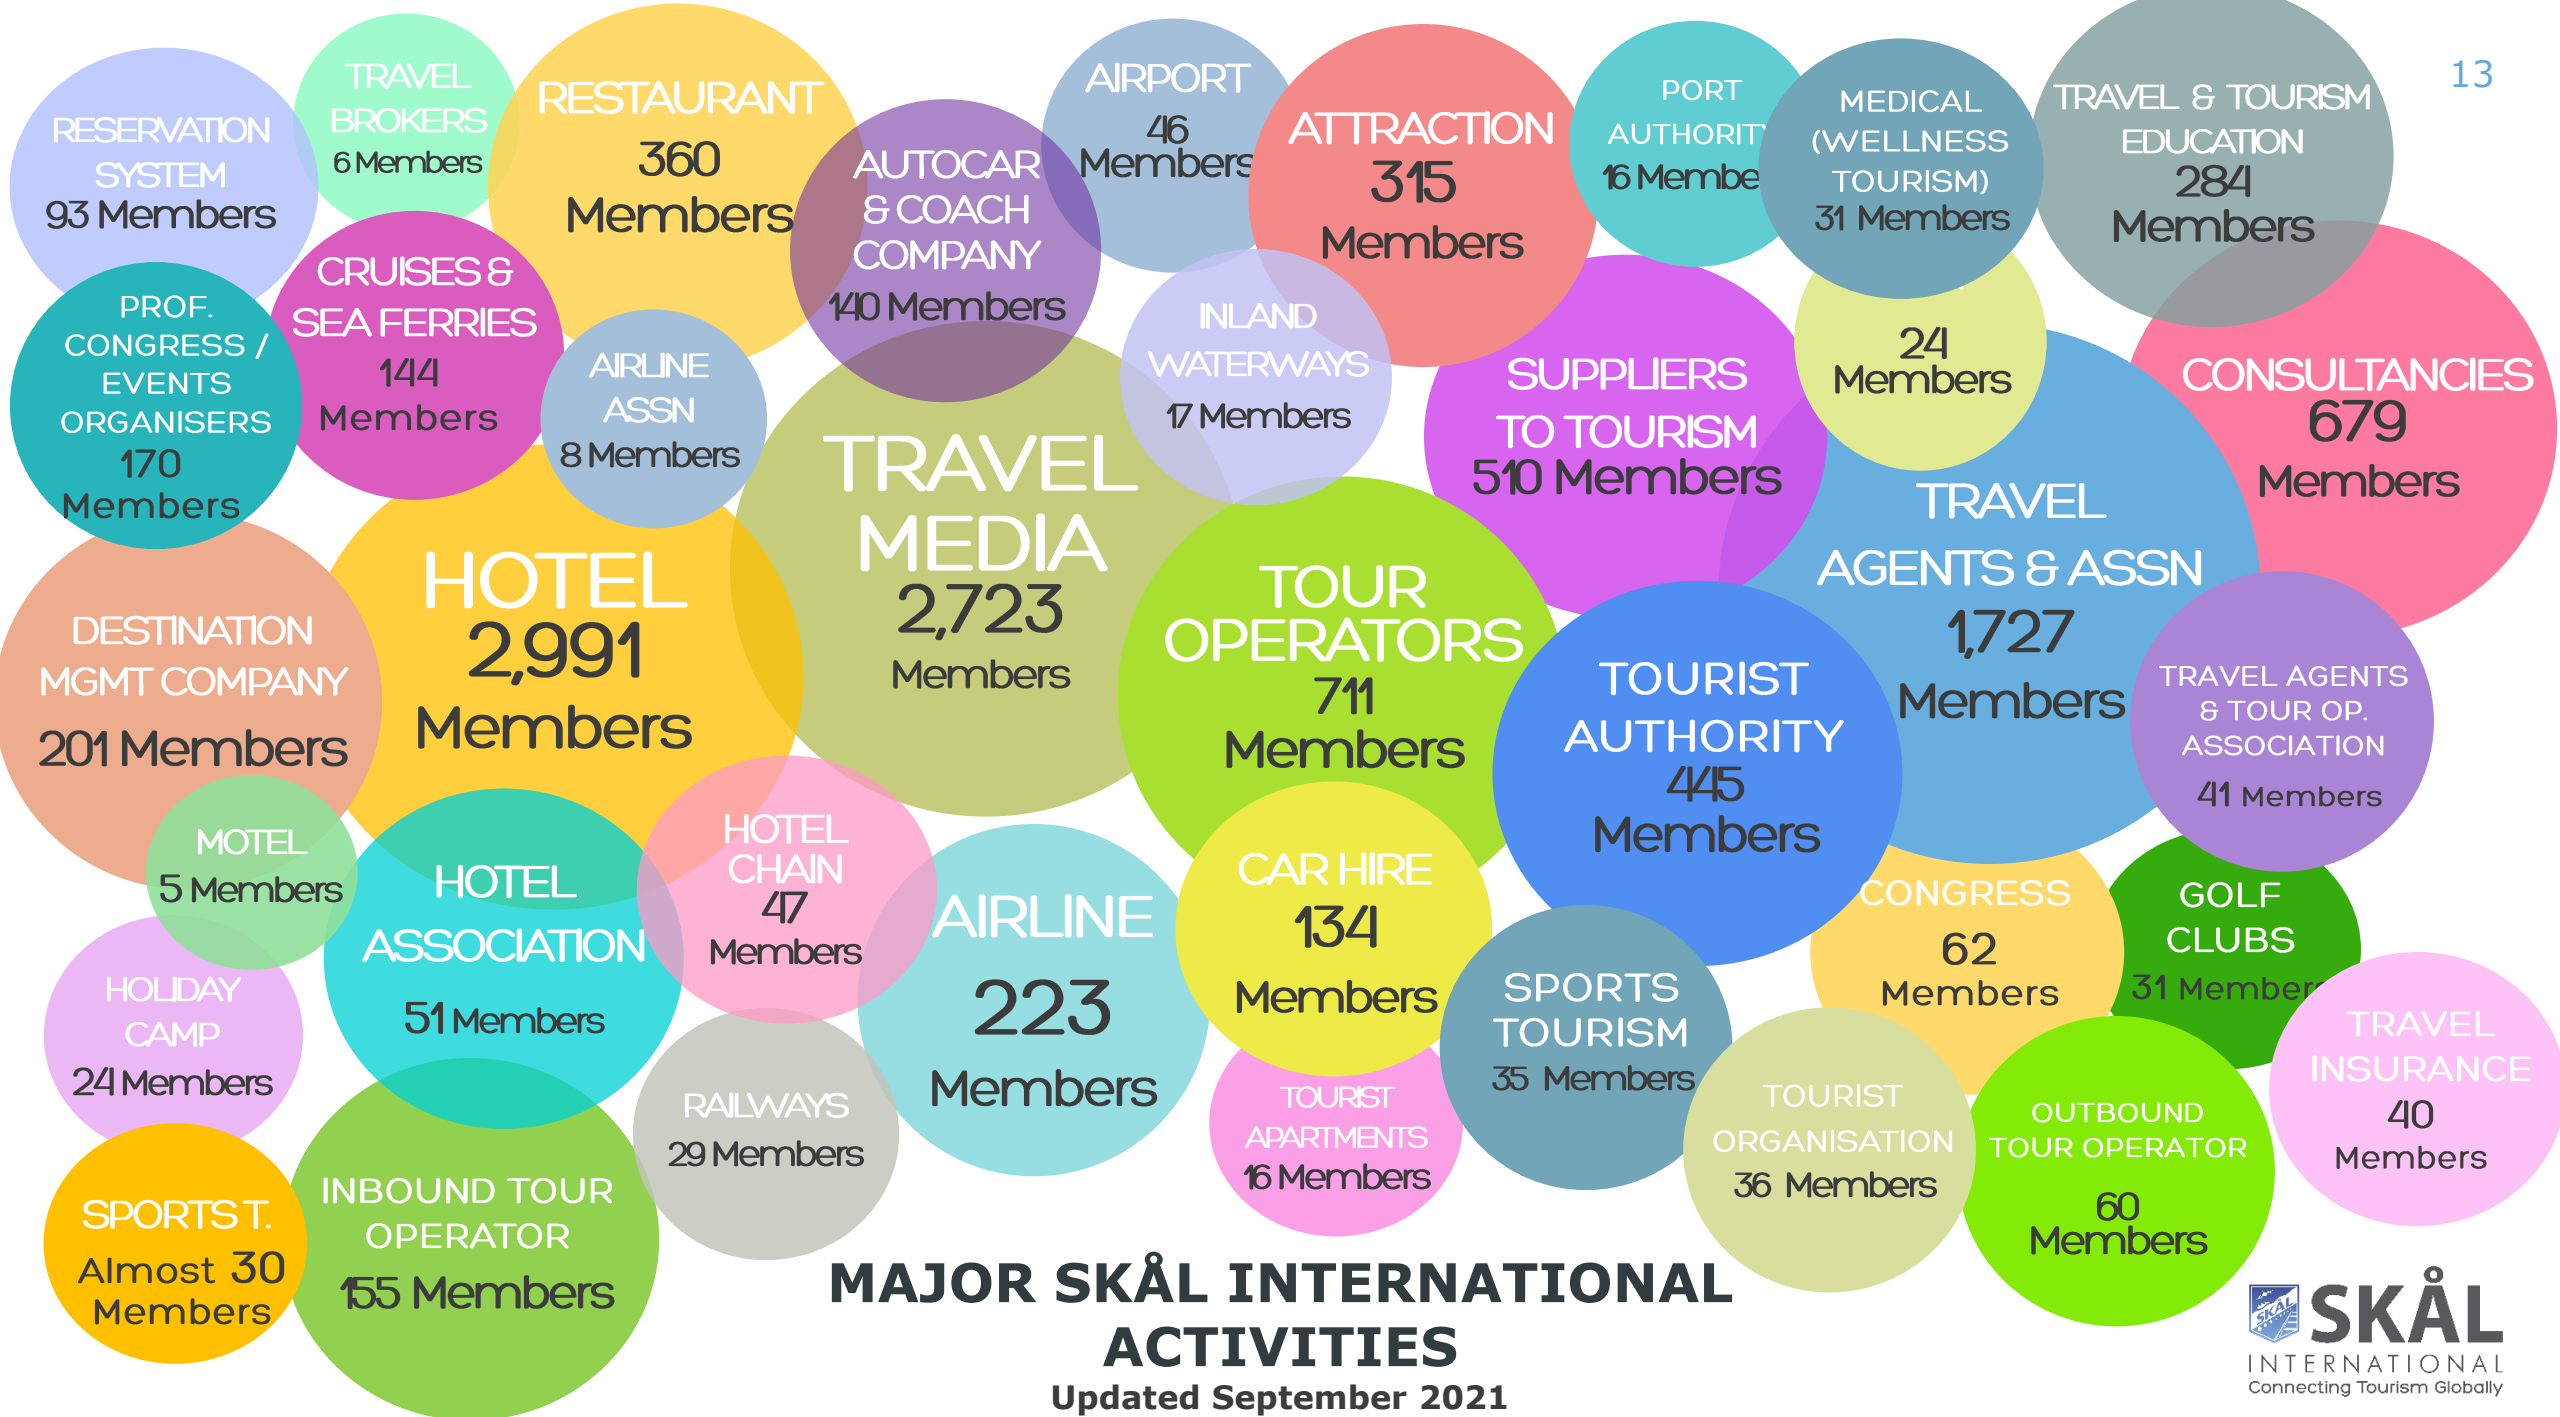 13
RESERVATION
SYSTEM
93 Members
TRAVEL
BROKERS
6 Members
RESTAURANT
360
Members
AUTOCAR
& COACH
COMPANY
140 Members
AIRPORT
46
Members
ATTRACTION
315
Members
PORT
AUTHORITY
16 Membe
MEDICAL
(WELLNESS
TOURISM)
31 Members
TRAVEL & TOURISM
EDUCATION
284
Members
PROF.
CONGRESS /
EVENTS
ORGANISERS
170
Members
CRUISES &
SEA FERRIES
144
Members
AIRLINE
ASSN
8 Members
INLAND
WATERWAYS
17 Members
SUPPLIERS
TO TOURISM
510 Members
24
Members
CONSULTANCIES
679
Members
DESTINATION
MGMT COMPANY
201 Members
HOTEL
2,991
Members
TRAVEL
MEDIA
2,723
Members
TOUR
OPERATORS
711
Members
TOURIST
AUTHORITY
445
Members
TRAVEL
AGENTS & ASSN
1,727
Members
TRAVEL AGENTS
& TOUR OP.
ASSOCIATION
41 Members
MOTEL
5 Members
HOTEL
ASSOCIATION
51 Members
HOTEL
CHAIN
47
Members
AIRLINE
223
Members
CAR HIRE
134
Members
SPORTS
TOURISM
35 Members
CONGRESS
62
Members
GOLF
CLUBS
31 Member
TRAVEL
INSURANCE
40
Members
HOLIDAY
CAMP
24 Members
RAILWAYS
29 Members
TOURIST
APARTMENTS
16 Members
TOURIST
ORGANISATION
36 Members
OUTBOUND
TOUR OPERATOR
60
Members
SPORTS T.
Almost 30
Members
INBOUND TOUR
OPERATOR
155 Members
MAJOR SKÅL INTERNATIONAL
ACTIVITIES
Updated September 2021
SKÅL
SKÅL
INTERNATIONAL
Connecting Tourism Globally